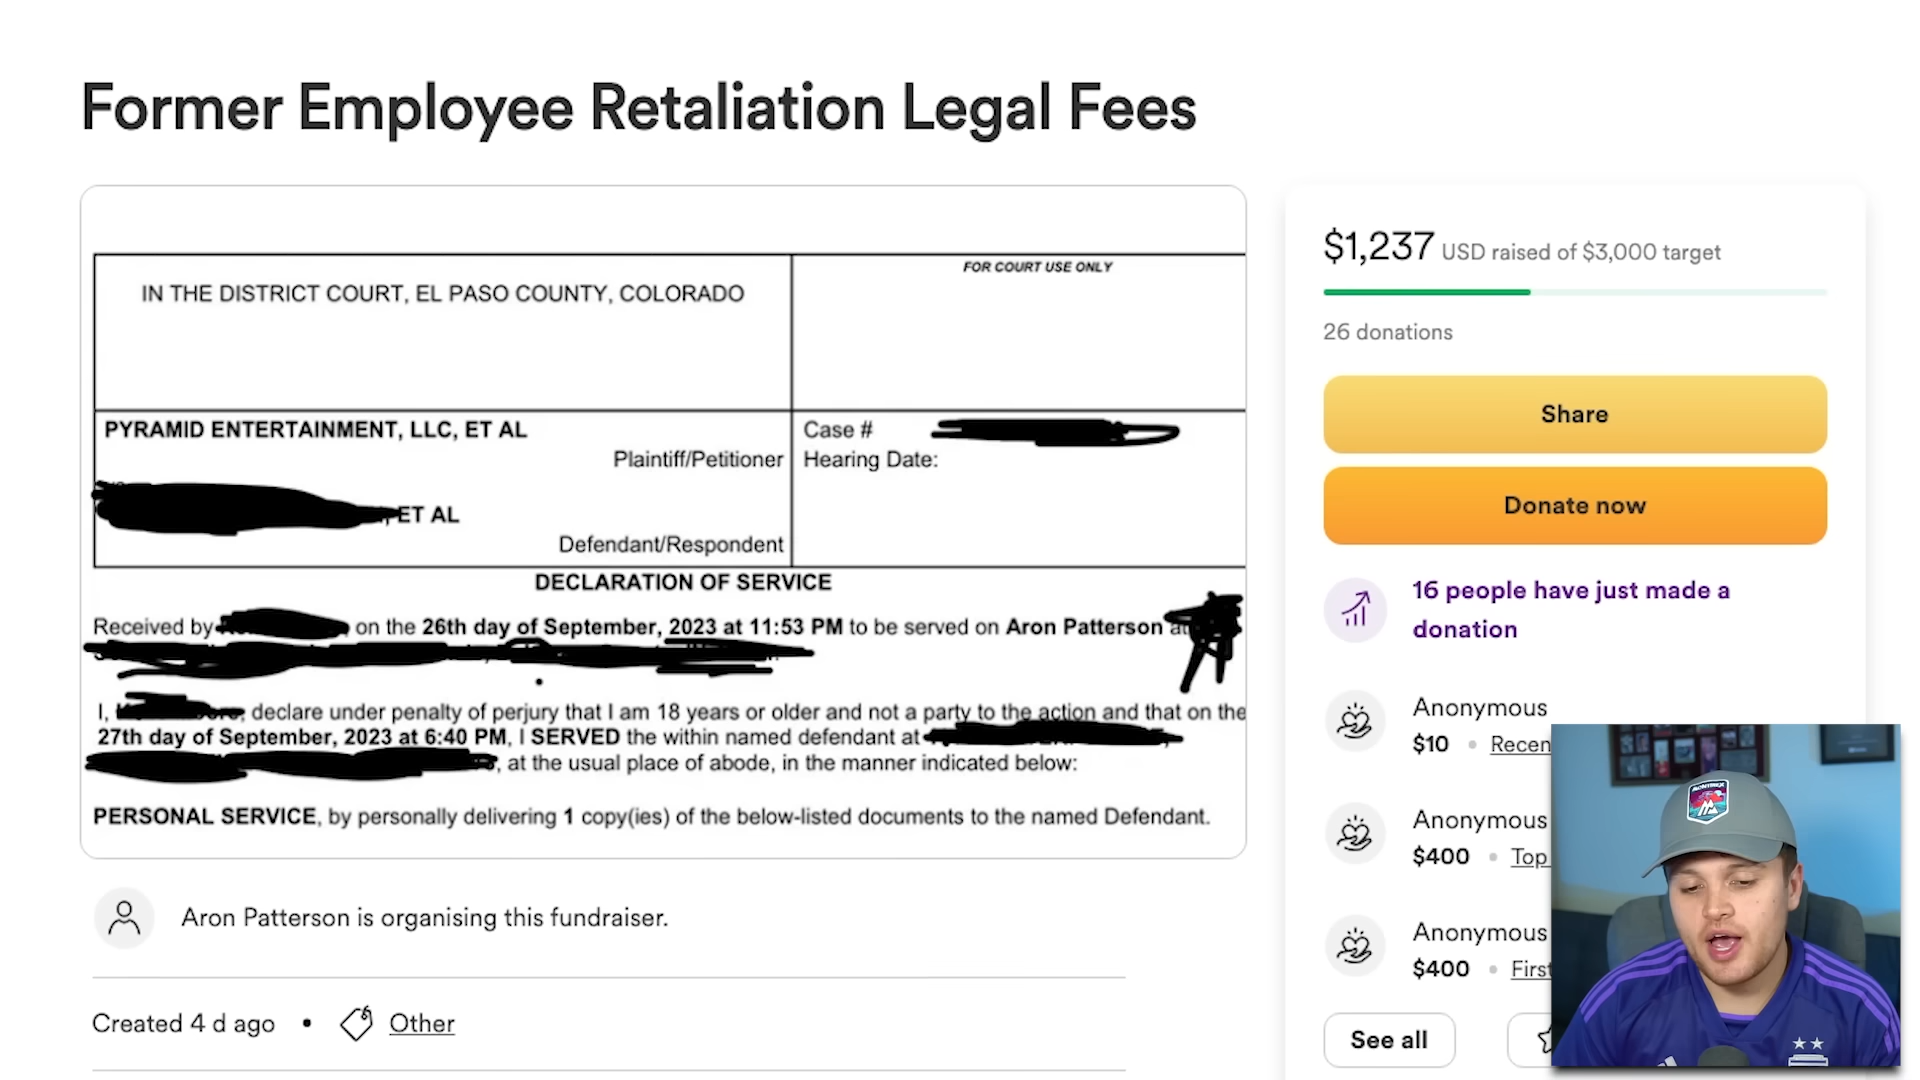 Former Employee Retaliation Legal Fees
FOR COURT USE ONLY
IN THE DISTRICT COURT, EL PASO COUNTY, COLORADO
PYRAMID ENTERTAINMENT, LLC, ET AL
Plaintiff/Petitioner
Case #
Hearing Date:
ET AL
Defendant/Respondent
DECLARATION OF SERVICE
Received by on the 26th day of September, 2023 at 11:53 PM to be served on Aron Patterson at
I, declare under penalty of perjury that I am 18 years or older and not a party to the action and that on the
27th day of September, 2023 at 6:40 PM, I SERVED the within named defendant at
, at the usual place of abode, in the manner indicated below:
PERSONAL SERVICE, by personally delivering 1 copy(ies) of the below-listed documents to the named Defendant.
Aron Patterson is organising this fundraiser.
Created 4 d ago • Other
$1,237 USD raised of $3,000 target
26 donations
Share
Donate now
16 people have just made a
donation
Anonymous
$10 • Recen
Anonymous
$400 • Top
Anonymous
$400 • First
See all